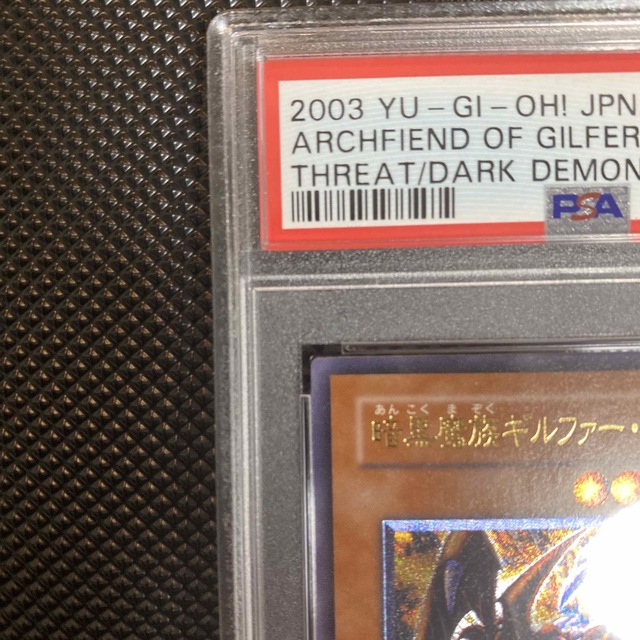 2003 YU-GI-OH! JPN
ARCHFIEND OF GILFER
THREAT/DARK DEMON
PSA
あんこく まぞく
暗黒魔族ギルファー・